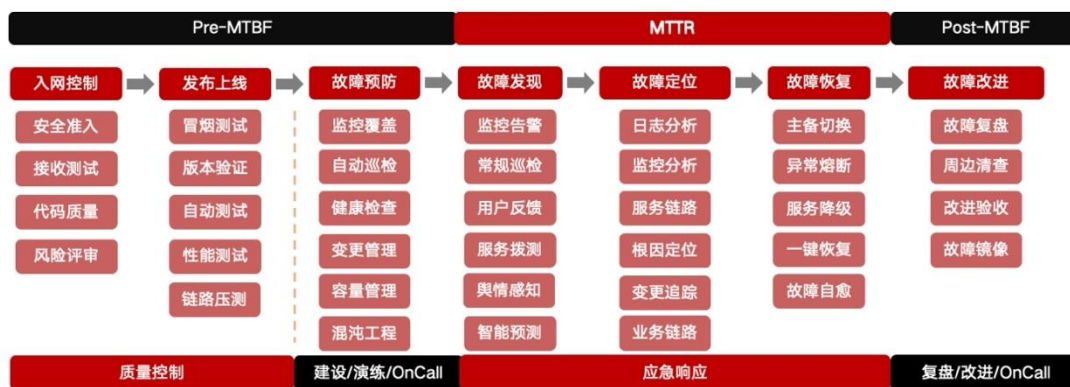 Pre-MTBF
MTTR
Post-MTBF
入网控制
发布上线
故障预防
故障发现
故障定位
故障恢复
故障改进
安全准入
冒烟测试
监控覆盖
监控告警
日志分析
主备切换
故障复盘
接收测试
版本验证
自动巡检
常规巡检
监控分析
异常熔断
周边清查
代码质量
自动测试
健康检查
用户反馈
服务链路
服务降级
改进验收
风险评审
性能测试
变更管理
服务拨测
根因定位
一键恢复
故障镜像
链路压测
容量管理
舆情感知
变更追踪
故障自愈
混沌工程
智能预测
业务链路
质量控制
建设/演练/OnCall
应急响应
复盘/改进/OnCall